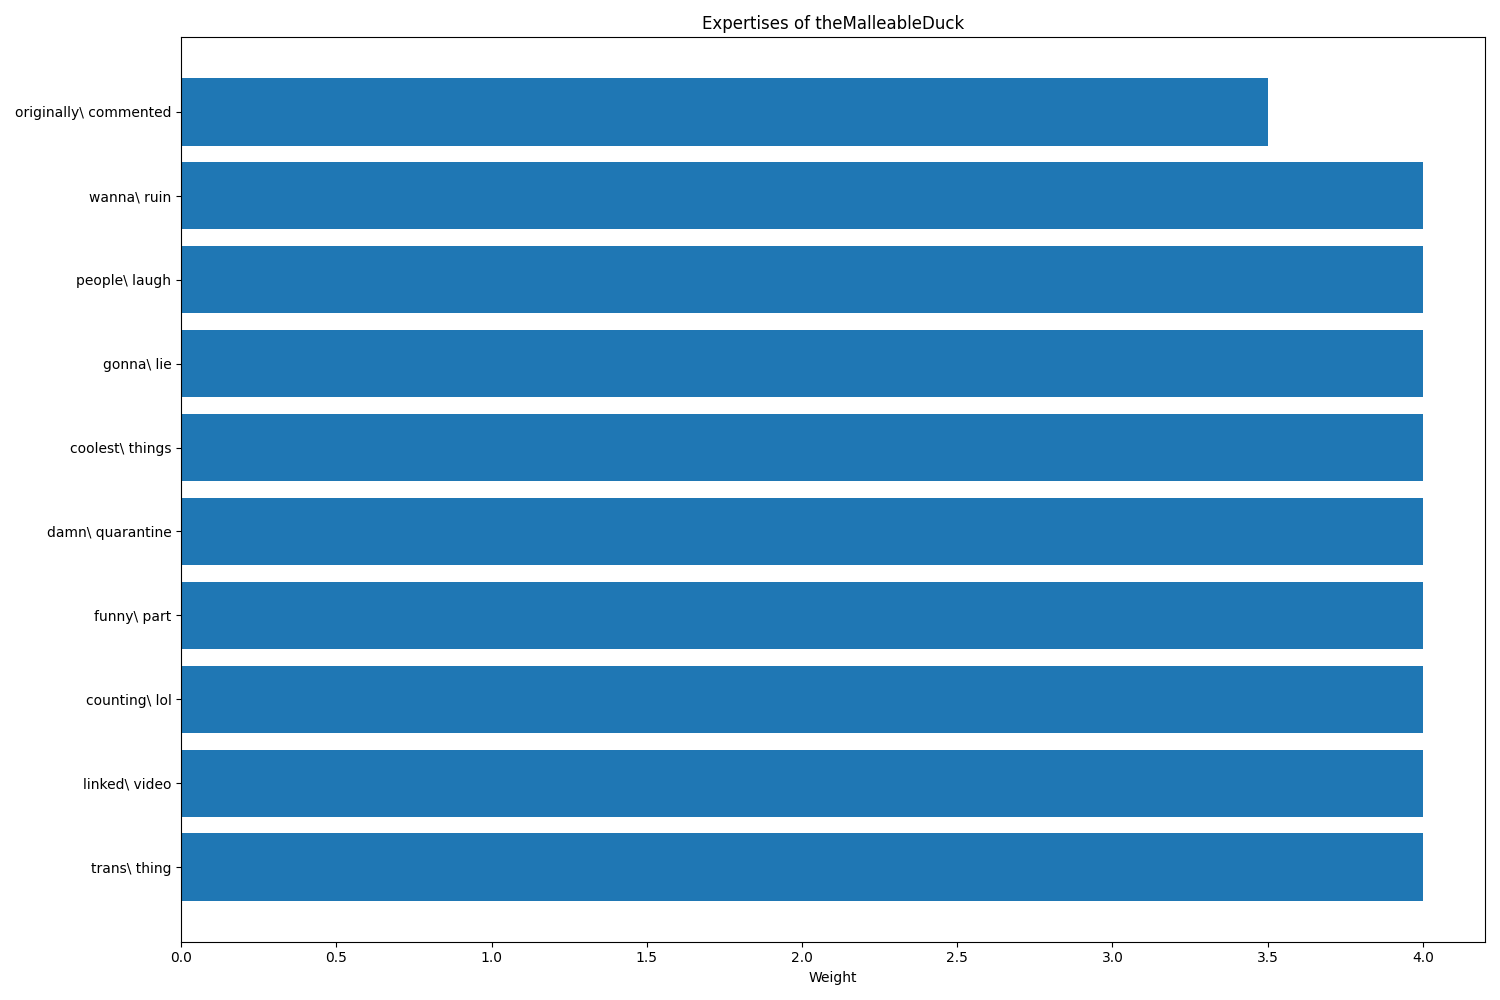 Expertises of theMalleableDuck
originally\ commented
wanna\ ruin
people\ laugh
gonna\ lie
coolest\ things
damn\ quarantine
funny\ part
counting\ lol
linked\ video
trans\ thing
0.0 0.5 1.0 1.5 2.0 2.5 3.0 3.5 4.0
Weight